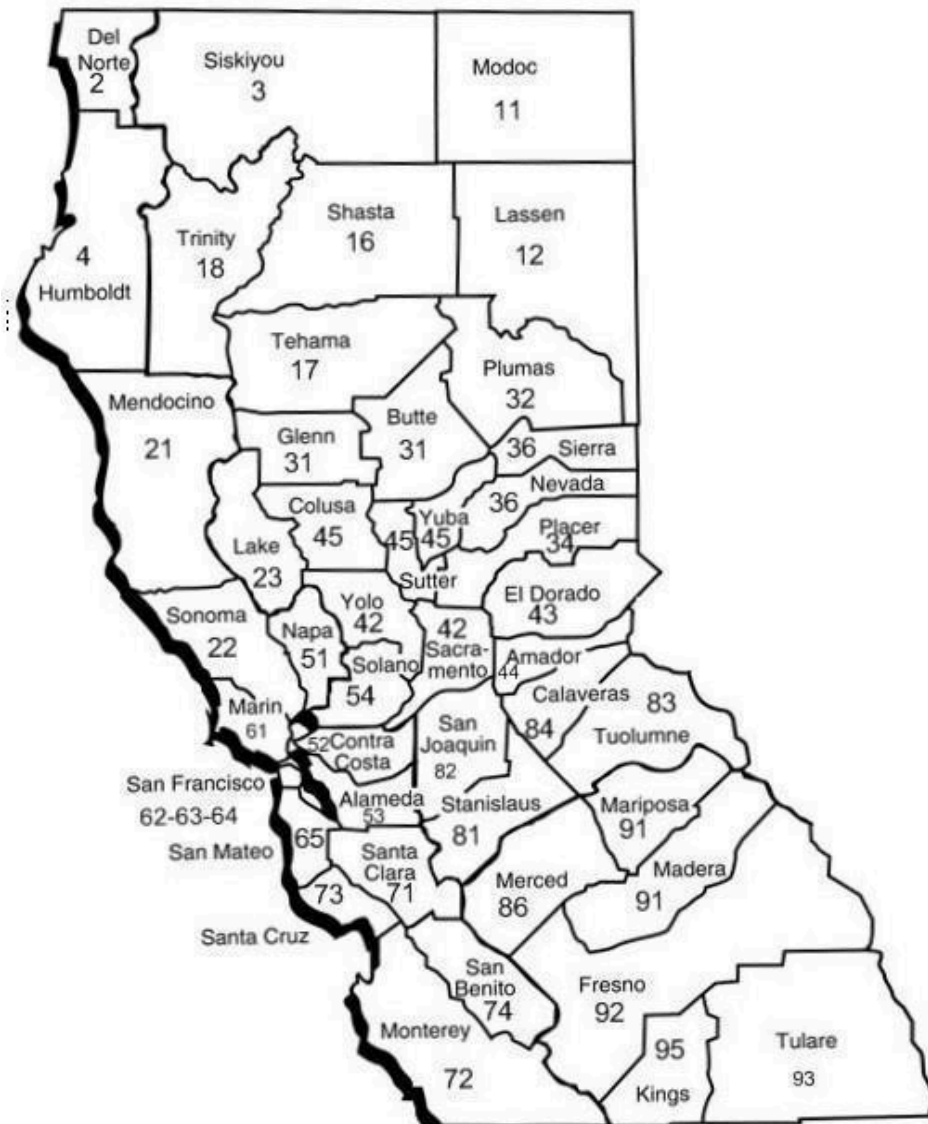 Del
Norte
2
Siskiyou
3
Modoc
11
4
Humboldt
Trinity
18
Shasta
16
Lassen
12
Tehama
17
Plumas
32
Mendocino
21
Glenn
31
Butte
31
36 Sierra
Nevada
36
Colusa
45
45
Yuba
45
Placer
34
Lake
23
Sutter
El Dorado
43
Sonoma
22
Napa
51
Yolo
42
42
Sacra-
mento
Solano
54
Amador
44
Calaveras
84
83
Tuolumne
Marin
61
52 Contra
Costa
San
Joaquin
82
San Francisco
62-63-64
Alameda
53
Stanislaus
81
Mariposa
91
San Mateo
65
Santa
Clara
71
Merced
86
Madera
91
73
Santa Cruz
San
Benito
74
Fresno
92
Monterey
72
95
Kings
Tulare
93